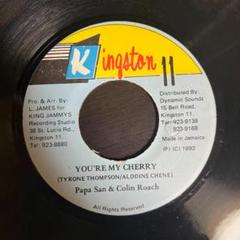 Kingston 11
Pro. & Arr. By:
L. JAMES for
KING JAMMYS
Recording Studio
38 St. Lucia Rd.,
Kingston 11
Tel: 923-8880
Distributed By:
Dynamic Sounds
15 Bell Road,
Kingston 11.
Tel: 923-9138
923-9168
Made in Jamaica
(P) (C) 1992
YOU'RE MY CHERRY
(TYRONE THOMPSON/ALDDINS CHENE)
Papa San & Colin Roach
All Rights Reserved